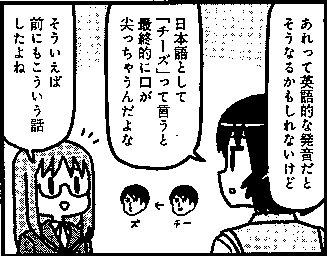 あれって英語的な発音だと
そうなるかもしれないけど
日本語として
「チーズ」って言うと
最終的に口が
尖っちゃうんだよな
チー
ズ
そういえば
前にもこういう話
したよね